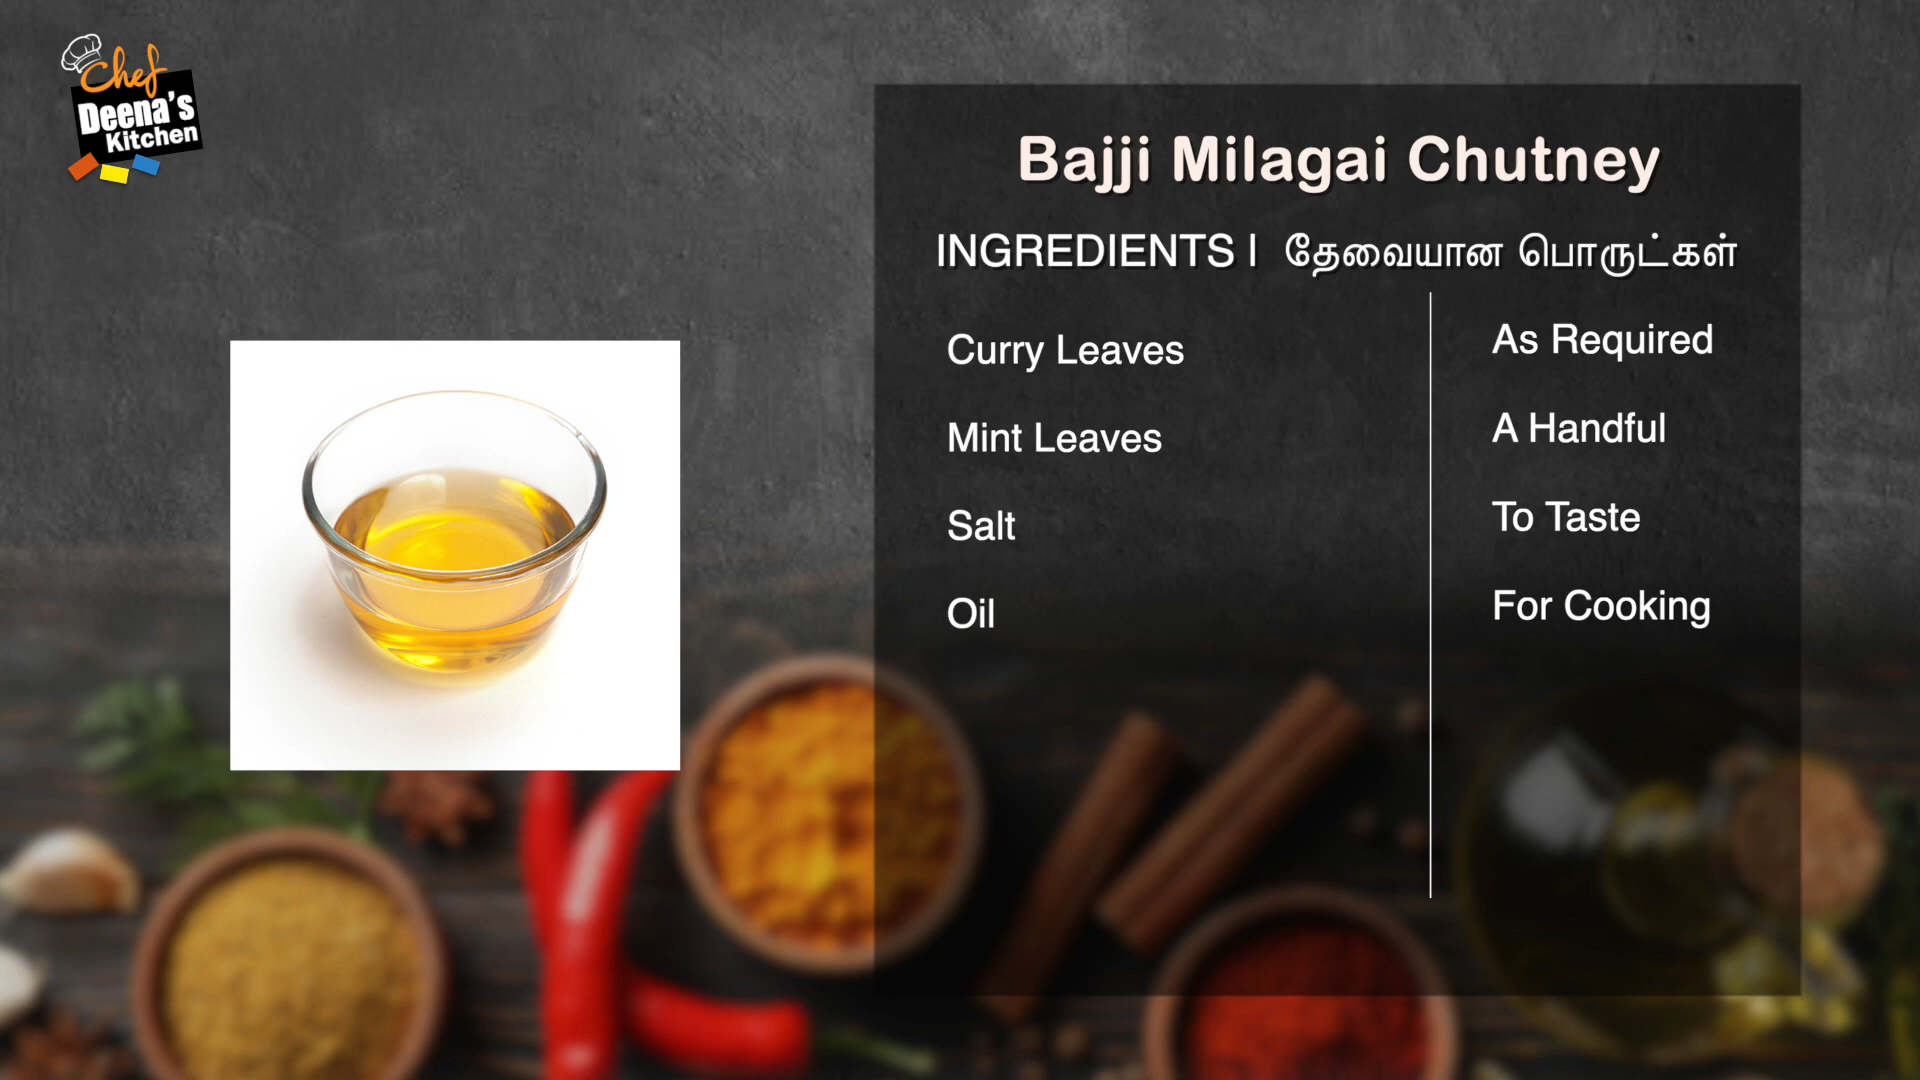 Chef
Deena's
Kitchen
Bajji Milagai Chutney
INGREDIENTS | தேவையான பொருட்கள்
Curry Leaves As Required
Mint Leaves A Handful
Salt To Taste
Oil For Cooking